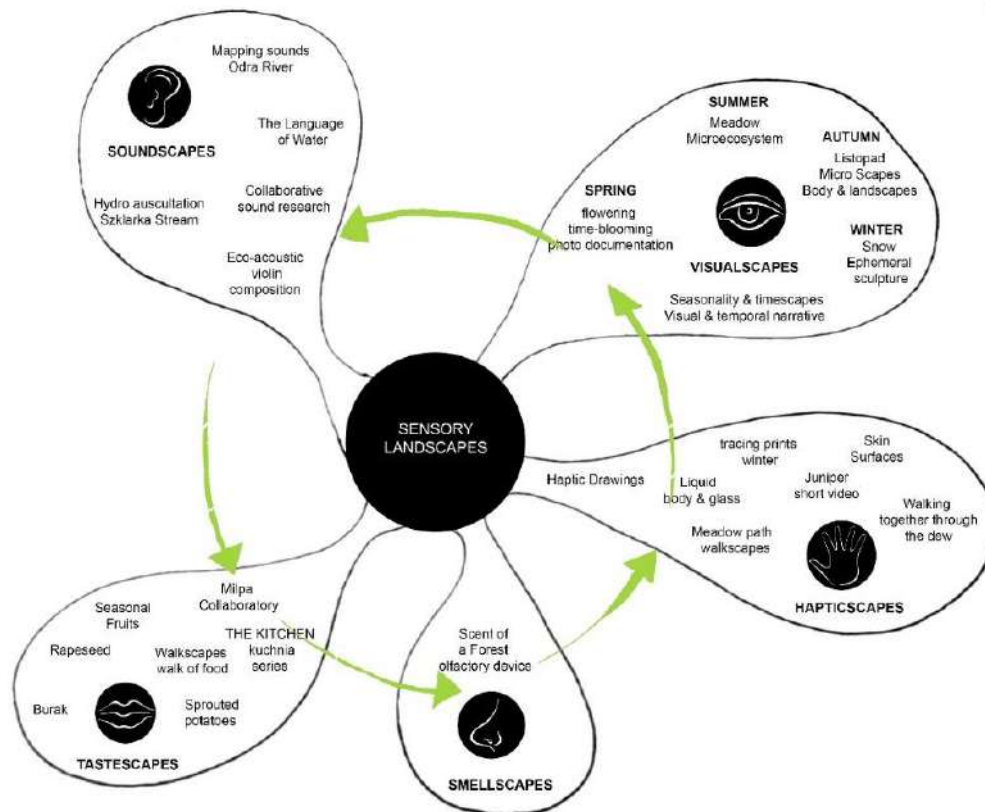 Mapping sounds
Odra River
SOUNDSCAPES
The Language
of Water
Hydro auscultation
Szklarka Stream
Collaborative
sound research
Eco-acoustic
violin
composition
SUMMER
Meadow
Microecosystem
AUTUMN
Listopad
Micro Scapes
Body & landscapes
SPRING
flowering
time-blooming
photo documentation
WINTER
Snow
Ephemeral
sculpture
VISUALSCAPES
Seasonality & timescapes
Visual & temporal narrative
SENSORY
LANDSCAPES
Haptic Drawings
tracing prints
winter
Skin
Surfaces
Liquid
body & glass
Juniper
short video
Walking
together through
the dew
Meadow path
walkscapes
HAPTICSCAPES
Milpa
Collaboratory
Seasonal
Fruits
Rapeseed
Walkscapes
walk of food
THE KITCHEN
kuchnia
series
Burak
Sprouted
potatoes
TASTESCAPES
Scent of
a Forest
olfactory device
SMELLSCAPES